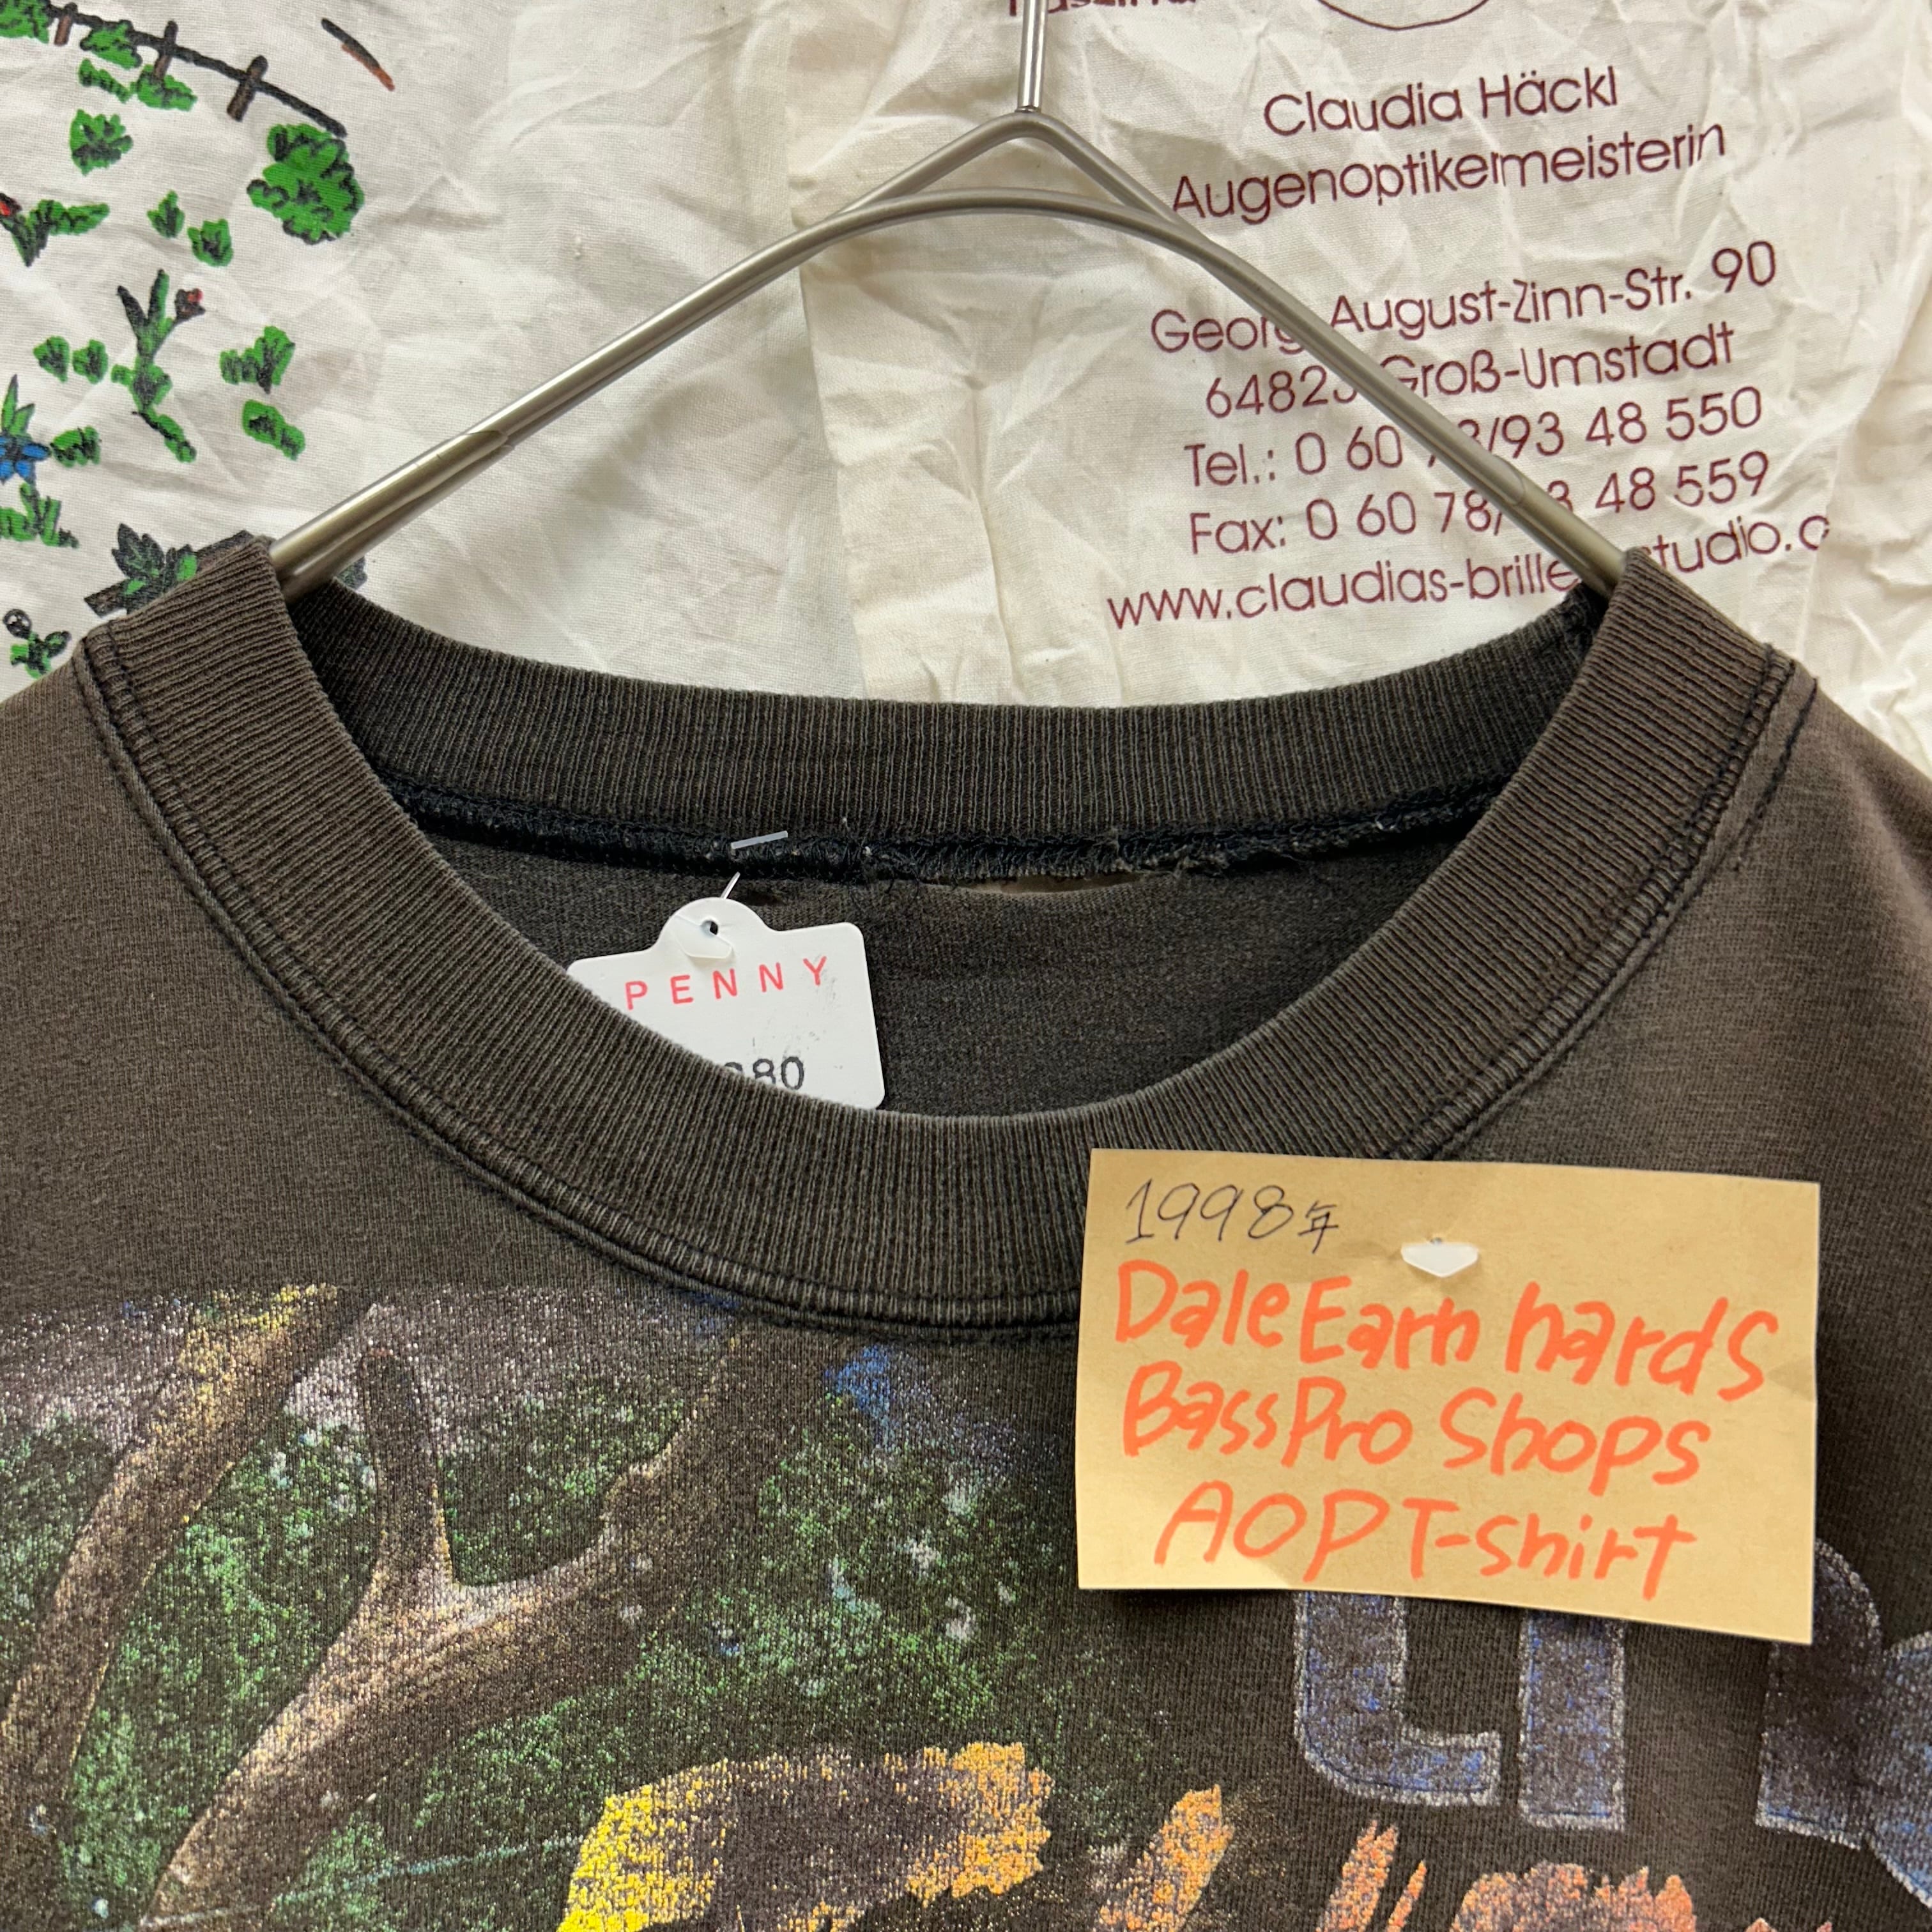 Claudia Häckl
Augenoptikermeisterin
Georg August-Zinn-Str. 90
Groß-Umstadt
Tel.: 0 60 /93 48 550
Fax: 0 60 78/ 48 559
www.claudias-brille studio.
PENNY
80
1998年
Dale Earnhards
Bass Pro Shops
AOP T-shirt